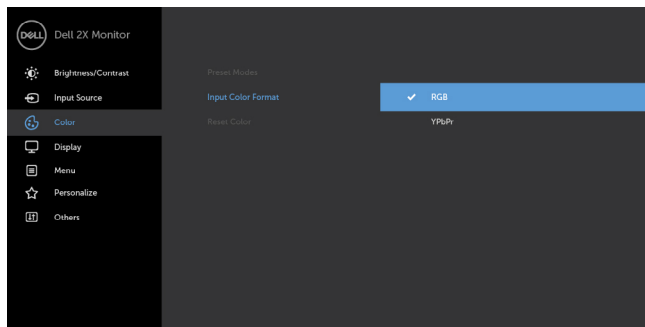 DELL Dell 2X Monitor
Brightness/Contrast
Preset Modes
Input Source
Input Color Format
✓ RGB
Color
Reset Color
YPbPr
Display
Menu
Personalize
Others